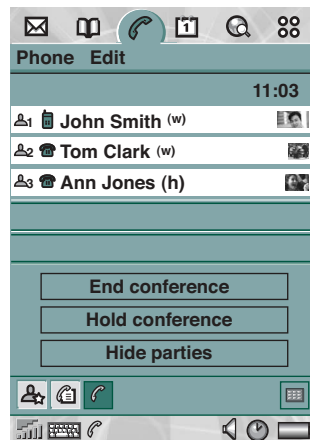 Phone Edit
11:03
1 John Smith (w)
2 Tom Clark (w)
3 Ann Jones (h)
End conference
Hold conference
Hide parties